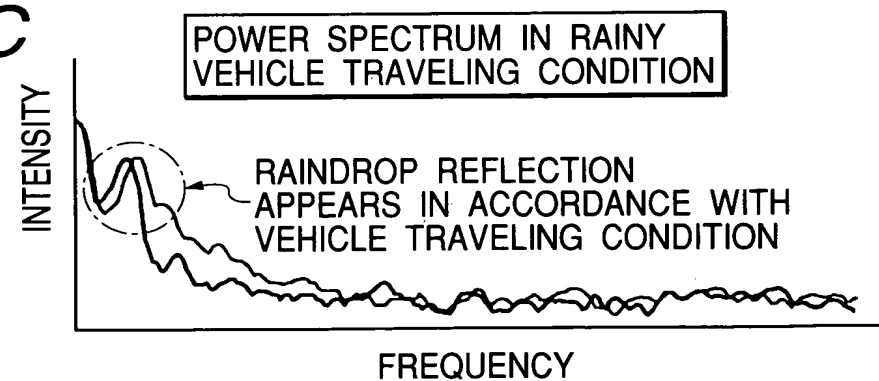 C
POWER SPECTRUM IN RAINY
VEHICLE TRAVELING CONDITION
INTENSITY
RAINDROP REFLECTION
APPEARS IN ACCORDANCE WITH
VEHICLE TRAVELING CONDITION
FREQUENCY